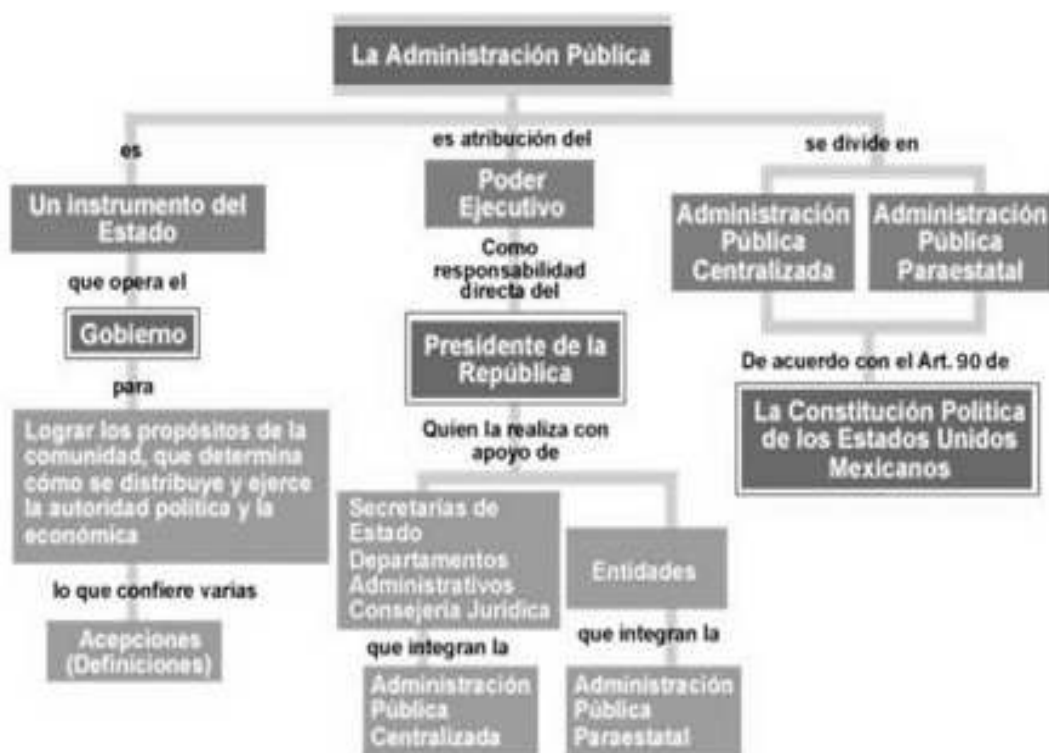 La Administración Pública
es
es atribución del
se divide en
Un instrumento del
Estado
Poder
Ejecutivo
Administración
Pública
Centralizada
Administración
Pública
Paraestatal
que opera el
Como
responsabilidad
directa del
Gobierno
Presidente de la
República
De acuerdo con el Art. 90 de
para
La Constitución Política
de los Estados Unidos
Mexicanos
Lograr los propósitos de la
comunidad, que determina
cómo se distribuye y ejerce
la autoridad política y la
económica
Quien la realiza con
apoyo de
Secretarías de
Estado
Departamentos
Administrativos
Consejería Jurídica
Entidades
lo que confiere varias
que integran la
que integran la
Acepciones
(Definiciones)
Administración
Pública
Centralizada
Administración
Pública
Paraestatal